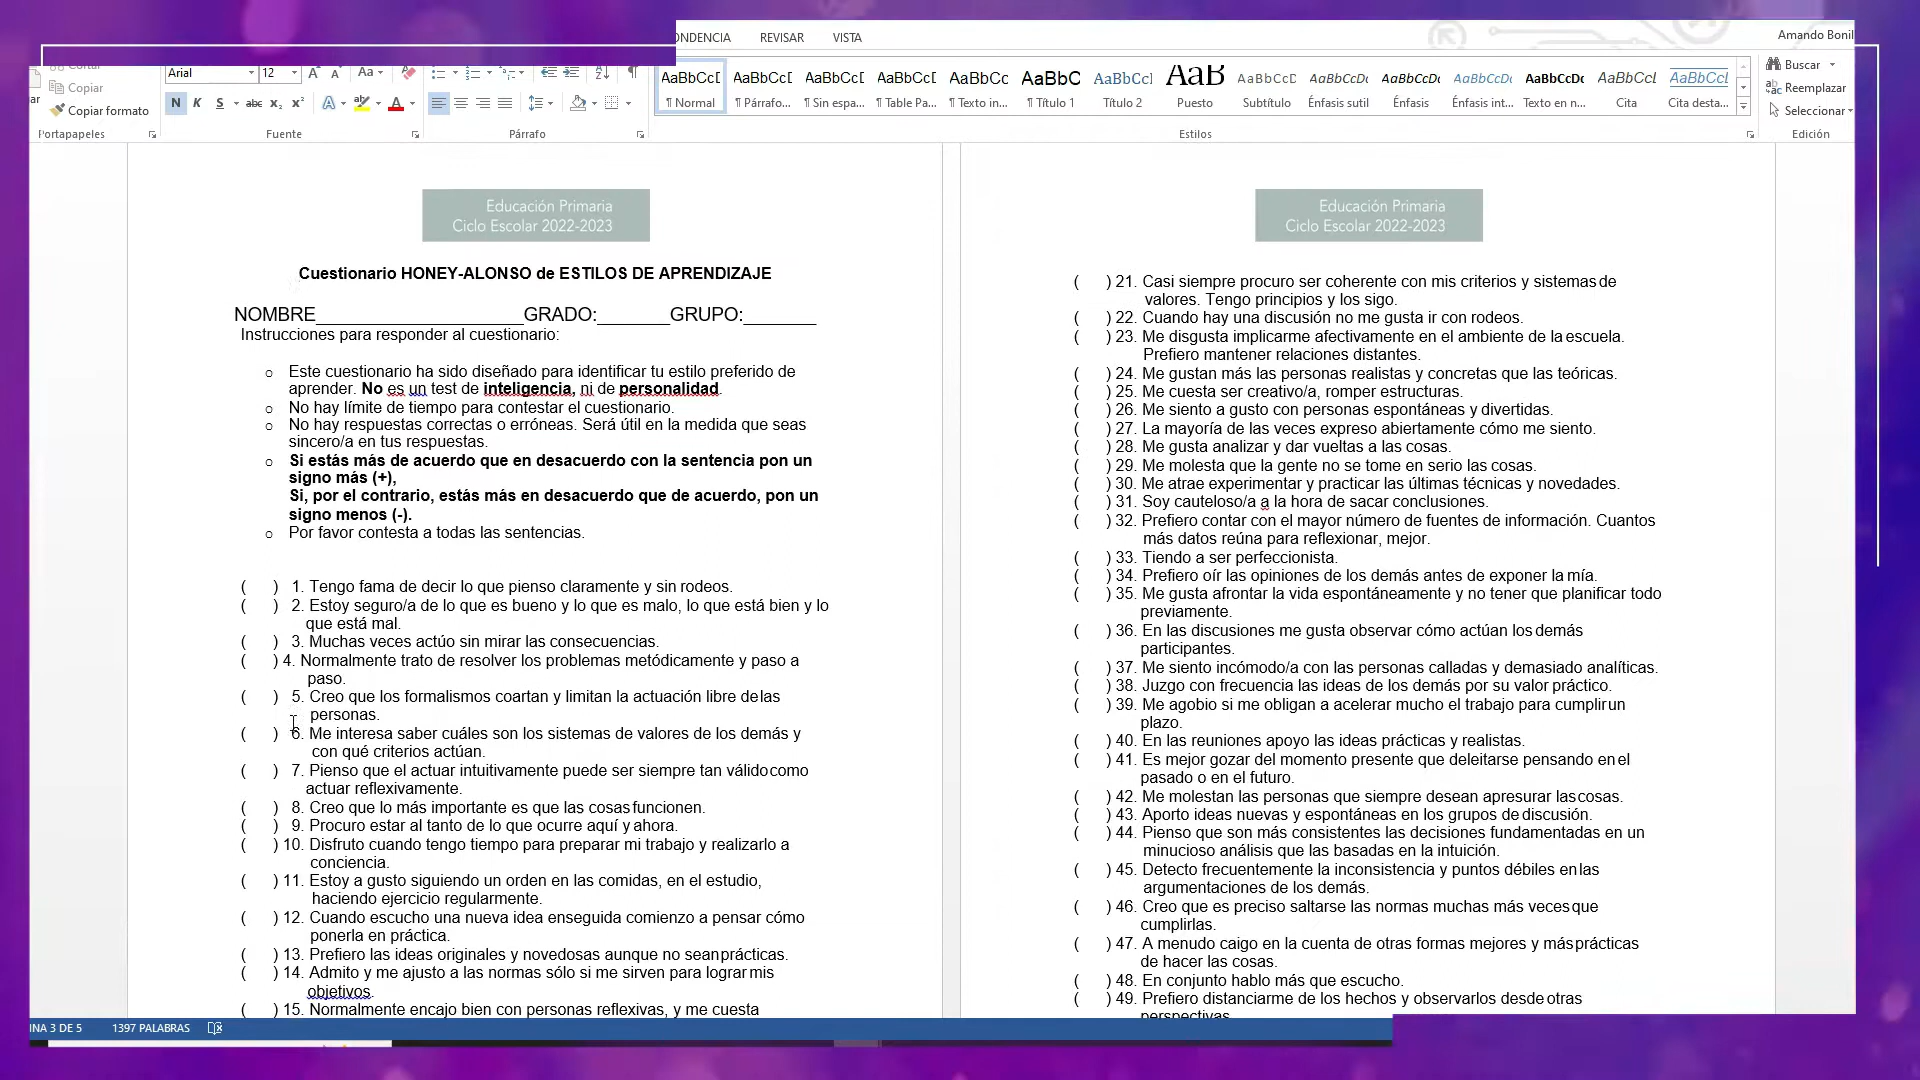 NDENCIA REVISAR VISTA
Amando Bonil
Cortar
Copiar
Copiar formato
Portapapeles
Arial 12
Fuente
Párrafo
AaBbCcD AaBbCcD AaBbCcD AaBbCcD AaBbCc AaBbC AaBbCcl AaB AaBbCcD AaBbCcDc AaBbCcDc AaBbCcDc AaBbCcDc AaBbCcL AaBbCcL
¶ Normal ¶ Párrafo... ¶ Sin espa... ¶ Table Pa... ¶ Texto in... ¶ Título 1 Título 2 Puesto Subtítulo Énfasis sutil Énfasis Énfasis int... Texto en n... Cita Cita desta...
Estilos
Buscar
Reemplazar
Seleccionar
Edición
Educación Primaria
Ciclo Escolar 2022-2023
Cuestionario HONEY-ALONSO de ESTILOS DE APRENDIZAJE
NOMBRE____________________GRADO:_______GRUPO:_______
Instrucciones para responder al cuestionario:
o Este cuestionario ha sido diseñado para identificar tu estilo preferido de
aprender. No es un test de inteligencia, ni de personalidad.
o No hay límite de tiempo para contestar el cuestionario.
o No hay respuestas correctas o erróneas. Será útil en la medida que seas
sincero/a en tus respuestas.
o Si estás más de acuerdo que en desacuerdo con la sentencia pon un
signo más (+),
Si, por el contrario, estás más en desacuerdo que de acuerdo, pon un
signo menos (-).
o Por favor contesta a todas las sentencias.
( ) 1. Tengo fama de decir lo que pienso claramente y sin rodeos.
( ) 2. Estoy seguro/a de lo que es bueno y lo que es malo, lo que está bien y lo
que está mal.
( ) 3. Muchas veces actúo sin mirar las consecuencias.
( ) 4. Normalmente trato de resolver los problemas metódicamente y paso a
paso.
( ) 5. Creo que los formalismos coartan y limitan la actuación libre de las
personas.
( ) 6. Me interesa saber cuáles son los sistemas de valores de los demás y
con qué criterios actúan.
( ) 7. Pienso que el actuar intuitivamente puede ser siempre tan válido como
actuar reflexivamente.
( ) 8. Creo que lo más importante es que las cosas funcionen.
( ) 9. Procuro estar al tanto de lo que ocurre aquí y ahora.
( ) 10. Disfruto cuando tengo tiempo para preparar mi trabajo y realizarlo a
conciencia.
( ) 11. Estoy a gusto siguiendo un orden en las comidas, en el estudio,
haciendo ejercicio regularmente.
( ) 12. Cuando escucho una nueva idea enseguida comienzo a pensar cómo
ponerla en práctica.
( ) 13. Prefiero las ideas originales y novedosas aunque no sean prácticas.
( ) 14. Admito y me ajusto a las normas sólo si me sirven para lograr mis
objetivos.
( ) 15. Normalmente encajo bien con personas reflexivas, y me cuesta
Educación Primaria
Ciclo Escolar 2022-2023
( ) 21. Casi siempre procuro ser coherente con mis criterios y sistemas de
valores. Tengo principios y los sigo.
( ) 22. Cuando hay una discusión no me gusta ir con rodeos.
( ) 23. Me disgusta implicarme afectivamente en el ambiente de la escuela.
Prefiero mantener relaciones distantes.
( ) 24. Me gustan más las personas realistas y concretas que las teóricas.
( ) 25. Me cuesta ser creativo/a, romper estructuras.
( ) 26. Me siento a gusto con personas espontáneas y divertidas.
( ) 27. La mayoría de las veces expreso abiertamente cómo me siento.
( ) 28. Me gusta analizar y dar vueltas a las cosas.
( ) 29. Me molesta que la gente no se tome en serio las cosas.
( ) 30. Me atrae experimentar y practicar las últimas técnicas y novedades.
( ) 31. Soy cauteloso/a a la hora de sacar conclusiones.
( ) 32. Prefiero contar con el mayor número de fuentes de información. Cuantos
más datos reúna para reflexionar, mejor.
( ) 33. Tiendo a ser perfeccionista.
( ) 34. Prefiero oír las opiniones de los demás antes de exponer la mía.
( ) 35. Me gusta afrontar la vida espontáneamente y no tener que planificar todo
previamente.
( ) 36. En las discusiones me gusta observar cómo actúan los demás
participantes.
( ) 37. Me siento incómodo/a con las personas calladas y demasiado analíticas.
( ) 38. Juzgo con frecuencia las ideas de los demás por su valor práctico.
( ) 39. Me agobio si me obligan a acelerar mucho el trabajo para cumplir un
plazo.
( ) 40. En las reuniones apoyo las ideas prácticas y realistas.
( ) 41. Es mejor gozar del momento presente que deleitarse pensando en el
pasado o en el futuro.
( ) 42. Me molestan las personas que siempre desean apresurar las cosas.
( ) 43. Aporto ideas nuevas y espontáneas en los grupos de discusión.
( ) 44. Pienso que son más consistentes las decisiones fundamentadas en un
minucioso análisis que las basadas en la intuición.
( ) 45. Detecto frecuentemente la inconsistencia y puntos débiles en las
argumentaciones de los demás.
( ) 46. Creo que es preciso saltarse las normas muchas más veces que
cumplirlas.
( ) 47. A menudo caigo en la cuenta de otras formas mejores y más prácticas
de hacer las cosas.
( ) 48. En conjunto hablo más que escucho.
( ) 49. Prefiero distanciarme de los hechos y observarlos desde otras
perspectivas.
INA 3 DE 5 1397 PALABRAS